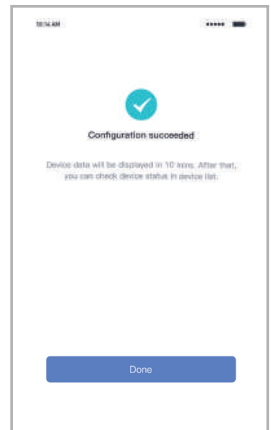 10:14 AM
Configuration succeeded
Device data will be displayed in 10 mins. After that,
you can check device status in device list.
Done